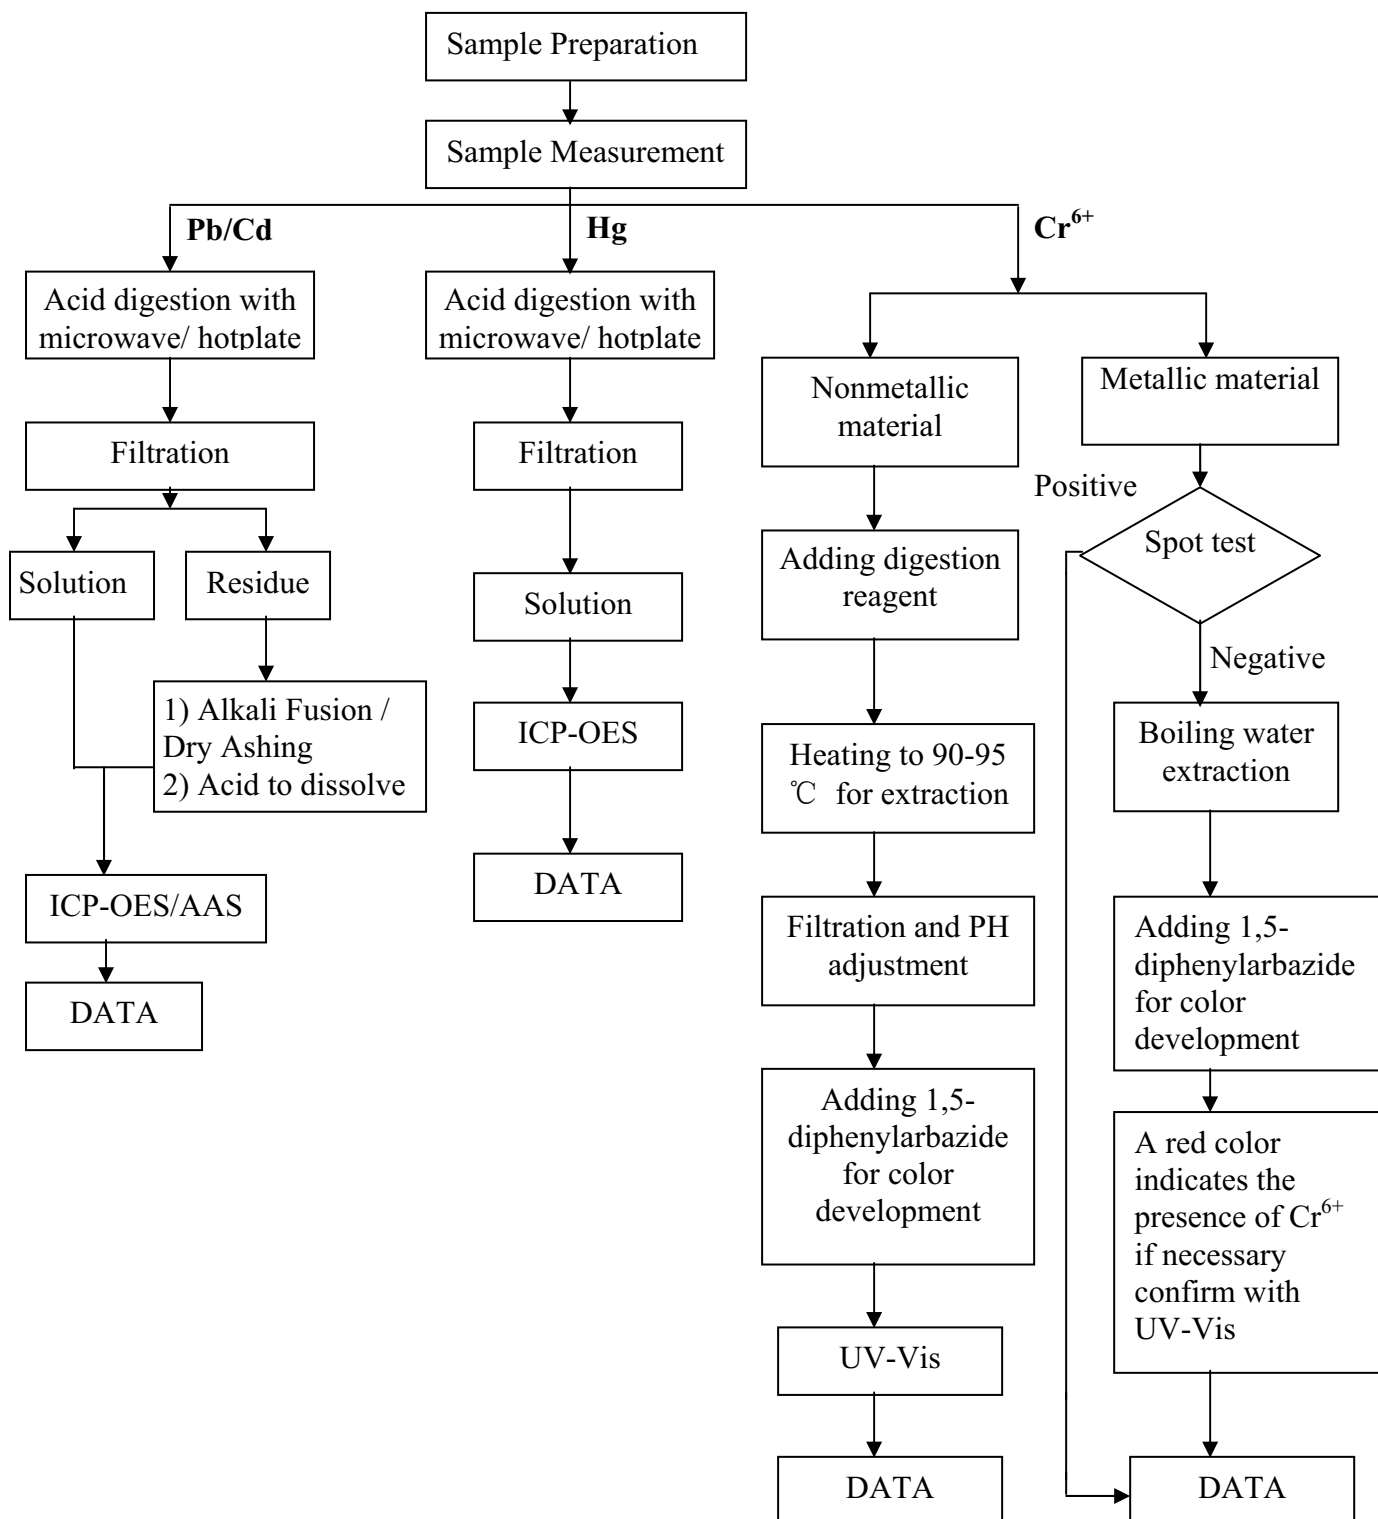 Sample Preparation
Sample Measurement
Pb/Cd
Hg
Cr⁶⁺
Acid digestion with
microwave/ hotplate
Filtration
Solution
Residue
1) Alkali Fusion /
Dry Ashing
2) Acid to dissolve
ICP-OES/AAS
DATA
Acid digestion with
microwave/ hotplate
Filtration
Solution
ICP-OES
DATA
Nonmetallic
material
Adding digestion
reagent
Heating to 90-95
℃ for extraction
Filtration and PH
adjustment
Adding 1,5-
diphenylarbazide
for color
development
UV-Vis
DATA
Metallic material
Positive
Spot test
Negative
Boiling water
extraction
Adding 1,5-
diphenylarbazide
for color
development
A red color
indicates the
presence of Cr⁶⁺
if necessary
confirm with
UV-Vis
DATA